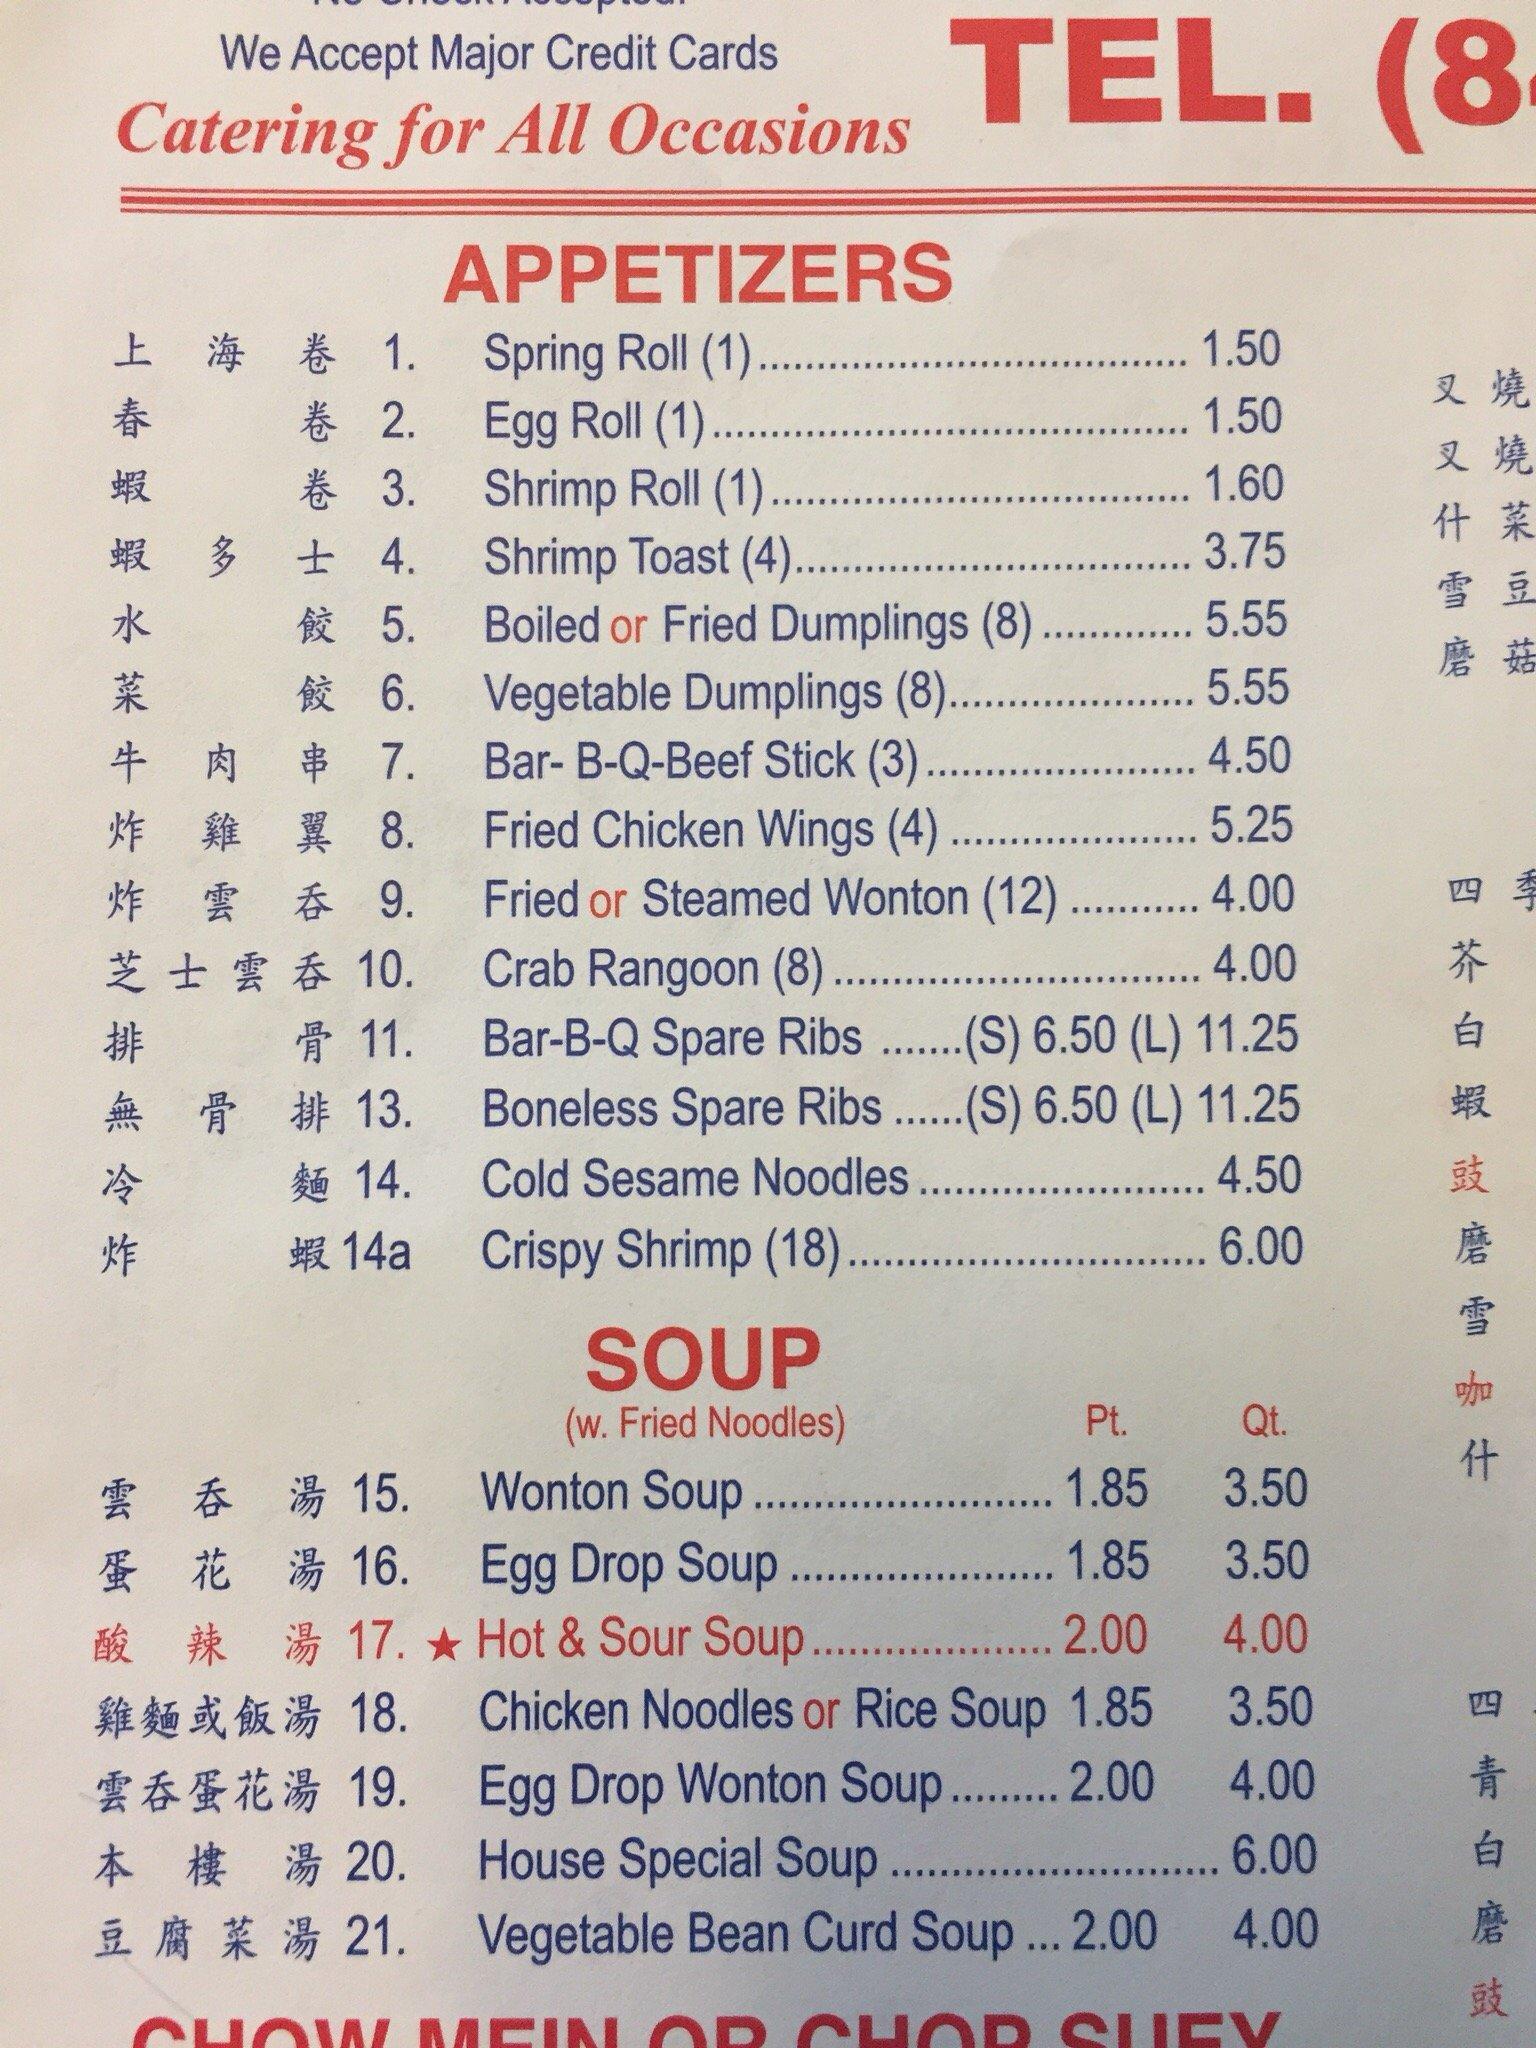 No Check Accepted.
We Accept Major Credit Cards
Catering for All Occasions
TEL. (84
APPETIZERS
上海卷 1. Spring Roll (1) 1.50
春卷 2. Egg Roll (1) 1.50
蝦卷 3. Shrimp Roll (1) 1.60
蝦多士 4. Shrimp Toast (4) 3.75
水餃 5. Boiled or Fried Dumplings (8) 5.55
菜餃 6. Vegetable Dumplings (8) 5.55
牛肉串 7. Bar- B-Q-Beef Stick (3) 4.50
炸雞翼 8. Fried Chicken Wings (4) 5.25
炸雲吞 9. Fried or Steamed Wonton (12) 4.00
芝士雲吞 10. Crab Rangoon (8) 4.00
排骨 11. Bar-B-Q Spare Ribs (S) 6.50 (L) 11.25
無骨排 13. Boneless Spare Ribs (S) 6.50 (L) 11.25
冷麵 14. Cold Sesame Noodles 4.50
炸蝦 14a Crispy Shrimp (18) 6.00
SOUP
(w. Fried Noodles) Pt. Qt.
雲吞湯 15. Wonton Soup 1.85 3.50
蛋花湯 16. Egg Drop Soup 1.85 3.50
酸辣湯 17. ★ Hot & Sour Soup 2.00 4.00
雞麵或飯湯 18. Chicken Noodles or Rice Soup 1.85 3.50
雲吞蛋花湯 19. Egg Drop Wonton Soup 2.00 4.00
本樓湯 20. House Special Soup 6.00
豆腐菜湯 21. Vegetable Bean Curd Soup 2.00 4.00
CHOW MEIN OR CHOP SUEY
叉燒
叉燒
什菜
雪豆
磨菇
四季
芥
白
蝦
豉
磨
雪
咖
什
四
青
白
磨
豉